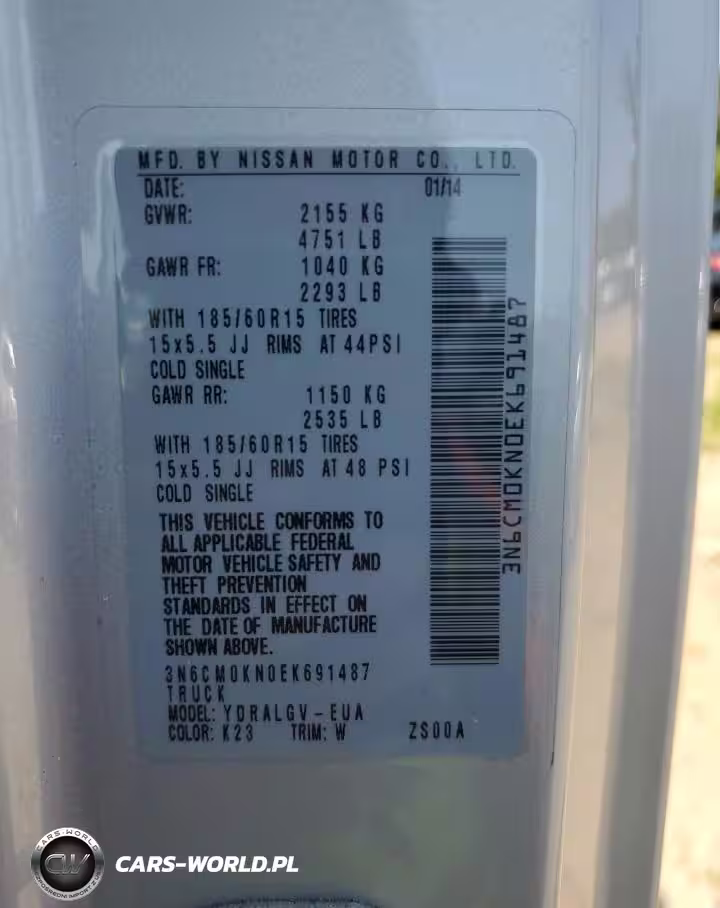 MFD. BY NISSAN MOTOR CO., LTD.
DATE: 01/14
GVWR: 2155 KG
4751 LB
GAWR FR: 1040 KG
2293 LB
WITH 185/60R15 TIRES
15x5.5 JJ RIMS AT 44PSI
COLD SINGLE
GAWR RR: 1150 KG
2535 LB
WITH 185/60R15 TIRES
15x5.5 JJ RIMS AT 48 PSI
COLD SINGLE
THIS VEHICLE CONFORMS TO
ALL APPLICABLE FEDERAL
MOTOR VEHICLE SAFETY AND
THEFT PREVENTION
STANDARDS IN EFFECT ON
THE DATE OF MANUFACTURE
SHOWN ABOVE.
3N6CM0KN0EK691487
TRUCK
MODEL: YDRALGV-EUA
COLOR: K23 TRIM: W ZS00A
3N6CM0KN0EK691487
CARS-WORLD
CW
CARS-WORLD.PL